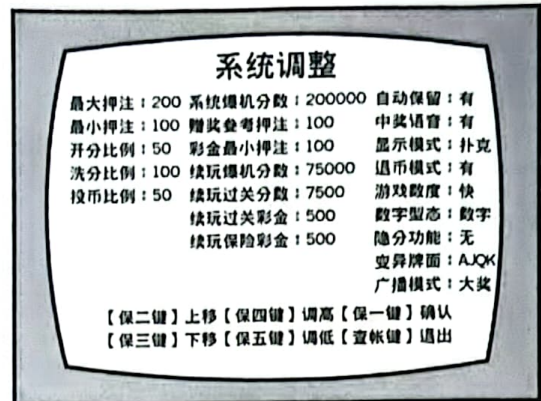 系统调整
最大押注：200 系统爆机分数：200000 自动保留：有
最小押注：100 赠奖参考押注：100 中奖语音：有
开分比例：50 彩金最小押注：100 显示模式：扑克
洗分比例：100 续玩爆机分数：75000 退币模式：有
投币比例：50 续玩过关分数：7500 游戏数度：快
续玩过关彩金：500 数字型态：数字
续玩保险彩金：500 隐分功能：无
变异牌面：AJQK
广播模式：大奖
【保二键】上移【保四键】调高【保一键】确认
【保三键】下移【保五键】调低【查帐键】退出